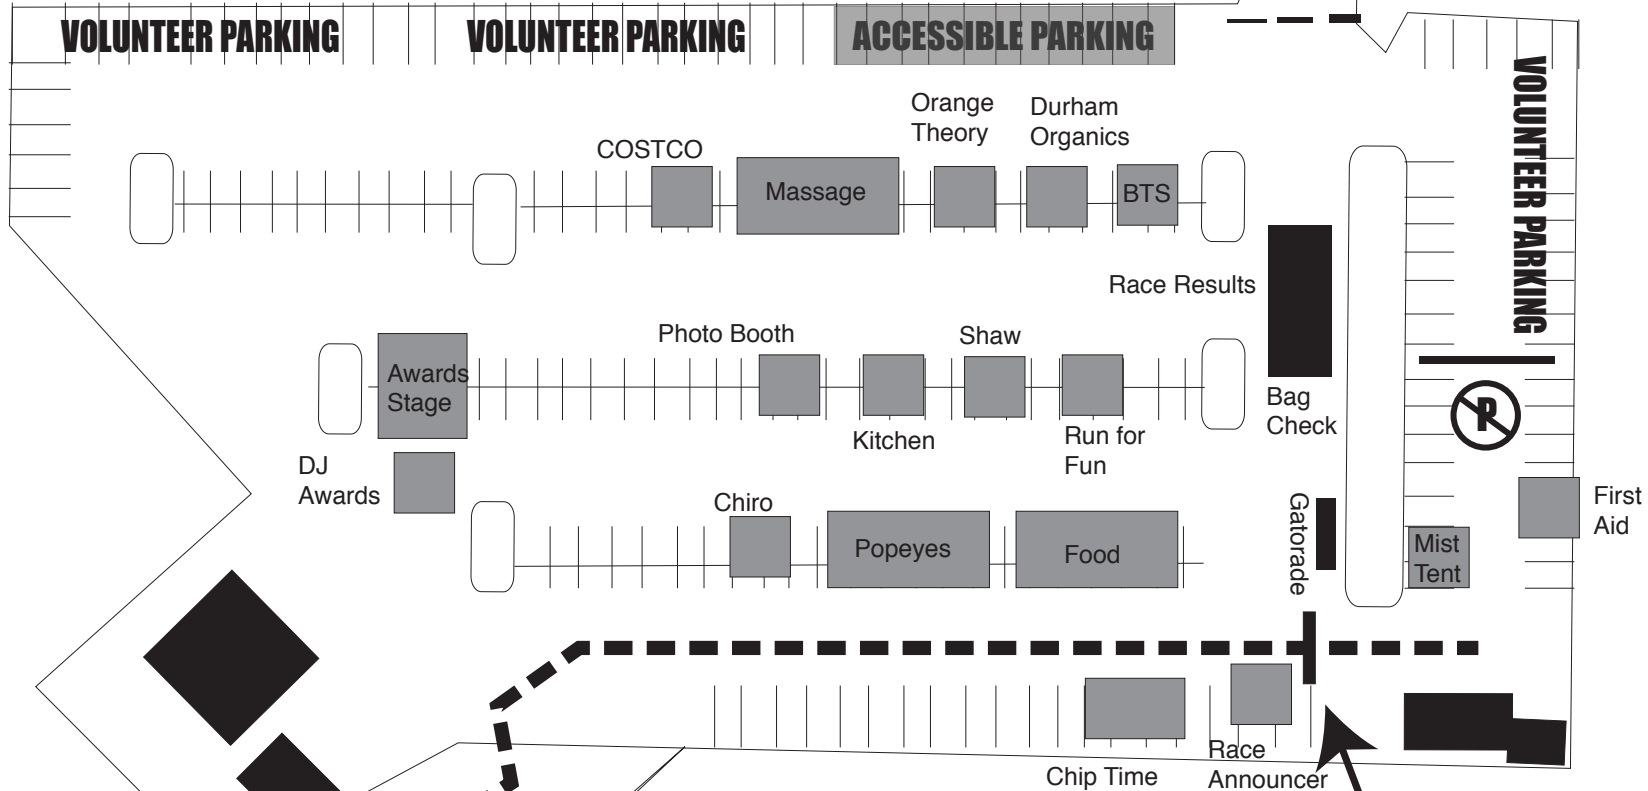 VOLUNTEER PARKING
VOLUNTEER PARKING
ACCESSIBLE PARKING
VOLUNTEER PARKING
Orange
Theory
Durham
Organics
COSTCO
Massage
BTS
Race Results
Photo Booth
Shaw
Awards
Stage
Bag
Check
P
Kitchen
Run for
Fun
DJ
Awards
Chiro
Popeyes
Food
Gatorade
Mist
Tent
First
Aid
Chip Time
Race
Announcer